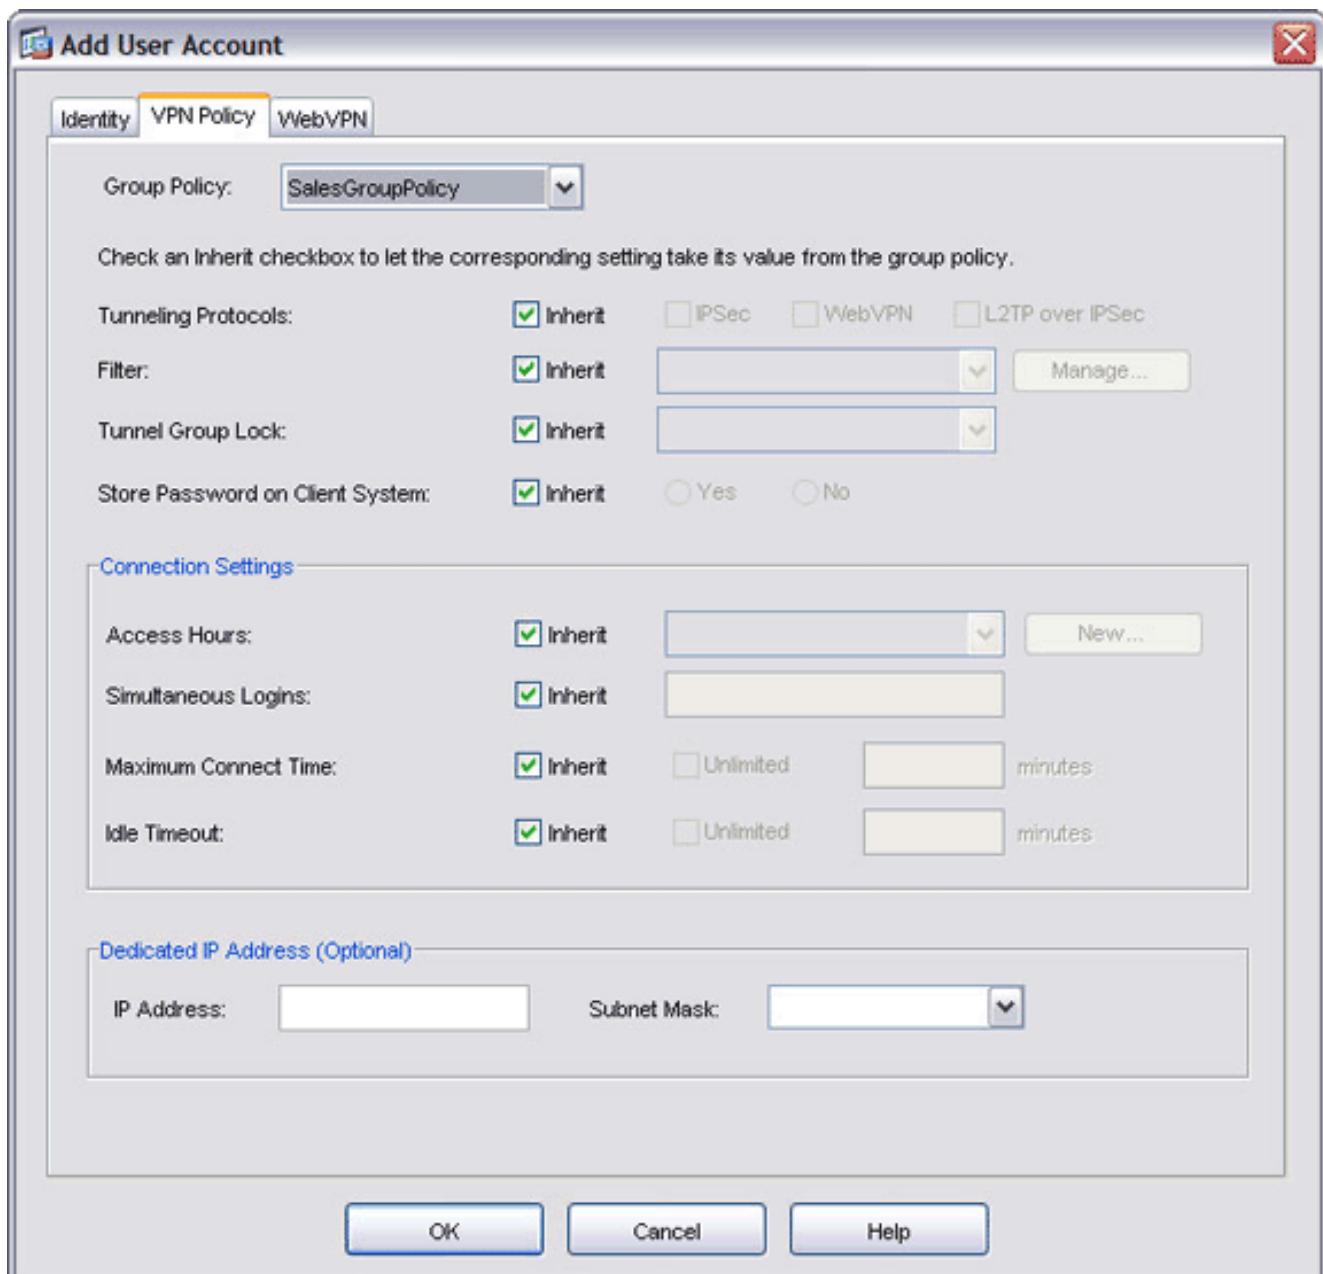 Add User Account
Identity VPN Policy WebVPN
Group Policy: SalesGroupPolicy
Check an Inherit checkbox to let the corresponding setting take its value from the group policy.
Tunneling Protocols: Inherit IPSec WebVPN L2TP over IPSec
Filter: Inherit Manage...
Tunnel Group Lock: Inherit
Store Password on Client System: Inherit Yes No
Connection Settings
Access Hours: Inherit New...
Simultaneous Logins: Inherit
Maximum Connect Time: Inherit Unlimited minutes
Idle Timeout: Inherit Unlimited minutes
Dedicated IP Address (Optional)
IP Address: Subnet Mask:
OK Cancel Help